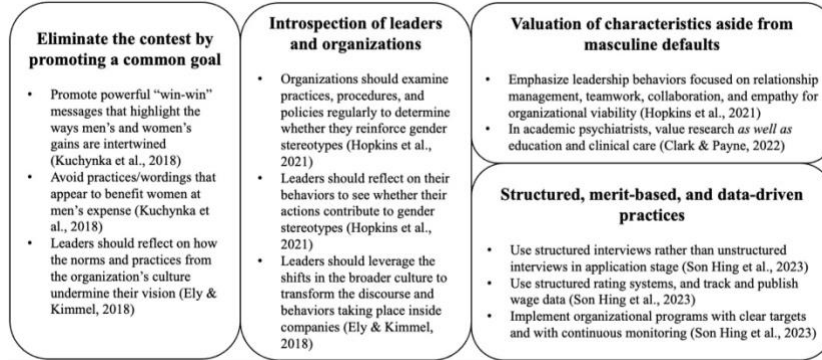 Eliminate the contest by
promoting a common goal
• Promote powerful “win-win”
messages that highlight the
ways men’s and women’s
gains are intertwined
(Kuchynka et al., 2018)
• Avoid practices/wordings that
appear to benefit women at
men’s expense (Kuchynka et
al., 2018)
• Leaders should reflect on how
the norms and practices from
the organization’s culture
undermine their vision (Ely &
Kimmel, 2018)
Introspection of leaders
and organizations
• Organizations should examine
practices, procedures, and
policies regularly to determine
whether they reinforce gender
stereotypes (Hopkins et al.,
2021)
• Leaders should reflect on their
behaviors to see whether their
actions contribute to gender
stereotypes (Hopkins et al.,
2021)
• Leaders should leverage the
shifts in the broader culture to
transform the discourse and
behaviors taking place inside
companies (Ely & Kimmel,
2018)
Valuation of characteristics aside from
masculine defaults
• Emphasize leadership behaviors focused on relationship
management, teamwork, collaboration, and empathy for
organizational viability (Hopkins et al., 2021)
• In academic psychiatrists, value research as well as
education and clinical care (Clark & Payne, 2022)
Structured, merit-based, and data-driven
practices
• Use structured interviews rather than unstructured
interviews in application stage (Son Hing et al., 2023)
• Use structured rating systems, and track and publish
wage data (Son Hing et al., 2023)
• Implement organizational programs with clear targets
and with continuous monitoring (Son Hing et al., 2023)